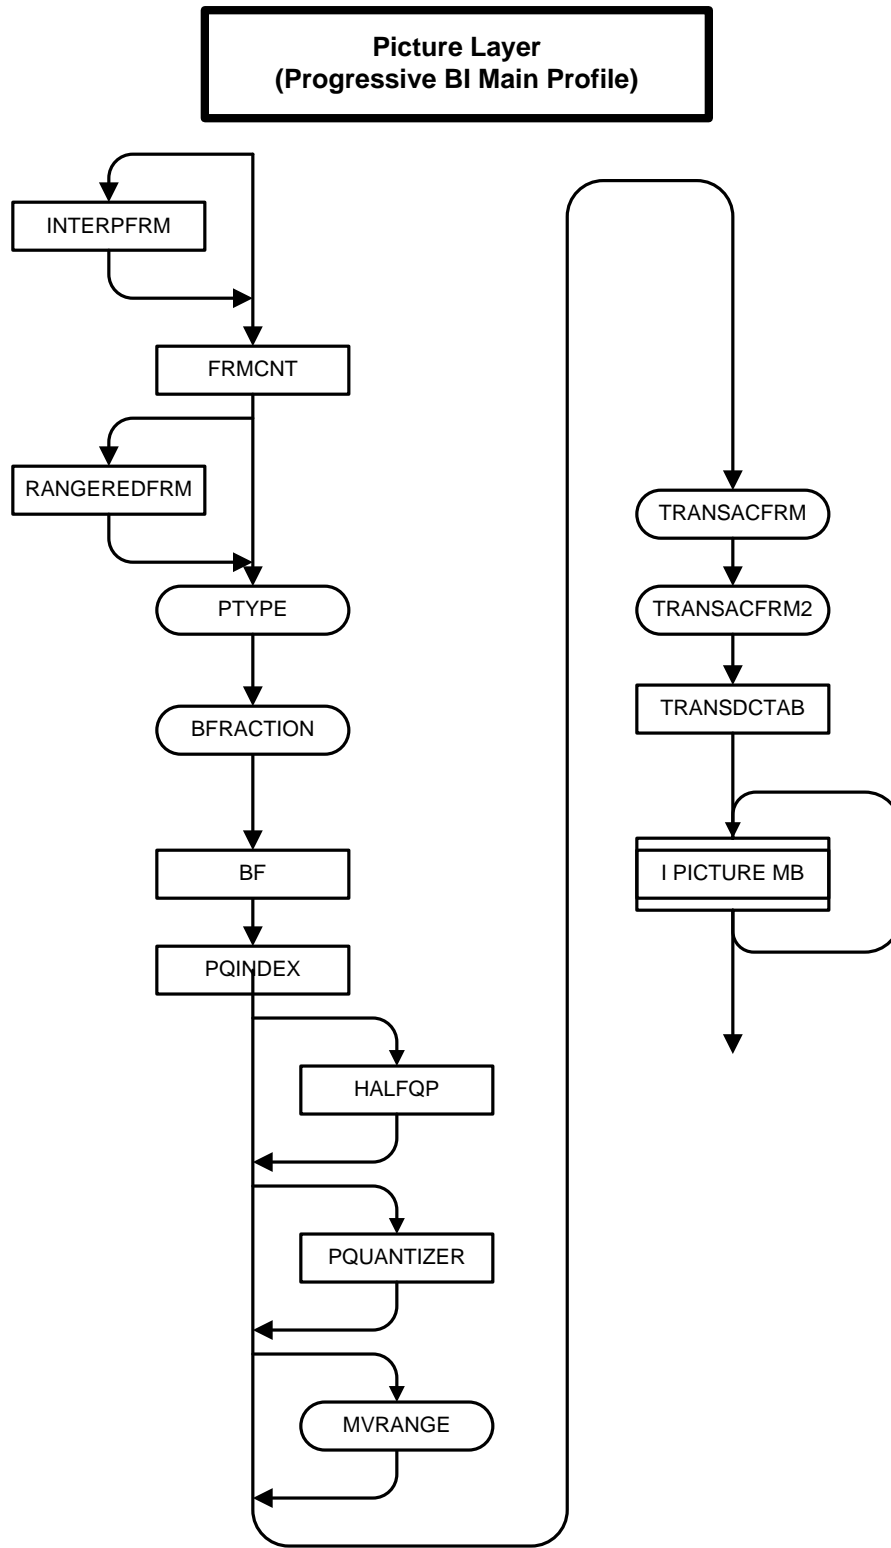 Picture Layer
(Progressive BI Main Profile)
INTERPFRM
FRMCNT
RANGEREDFRM
PTYPE
BFRACTION
BF
PQINDEX
HALFQP
PQUANTIZER
MVRANGE
TRANSACFRM
TRANSACFRM2
TRANSDCTAB
I PICTURE MB